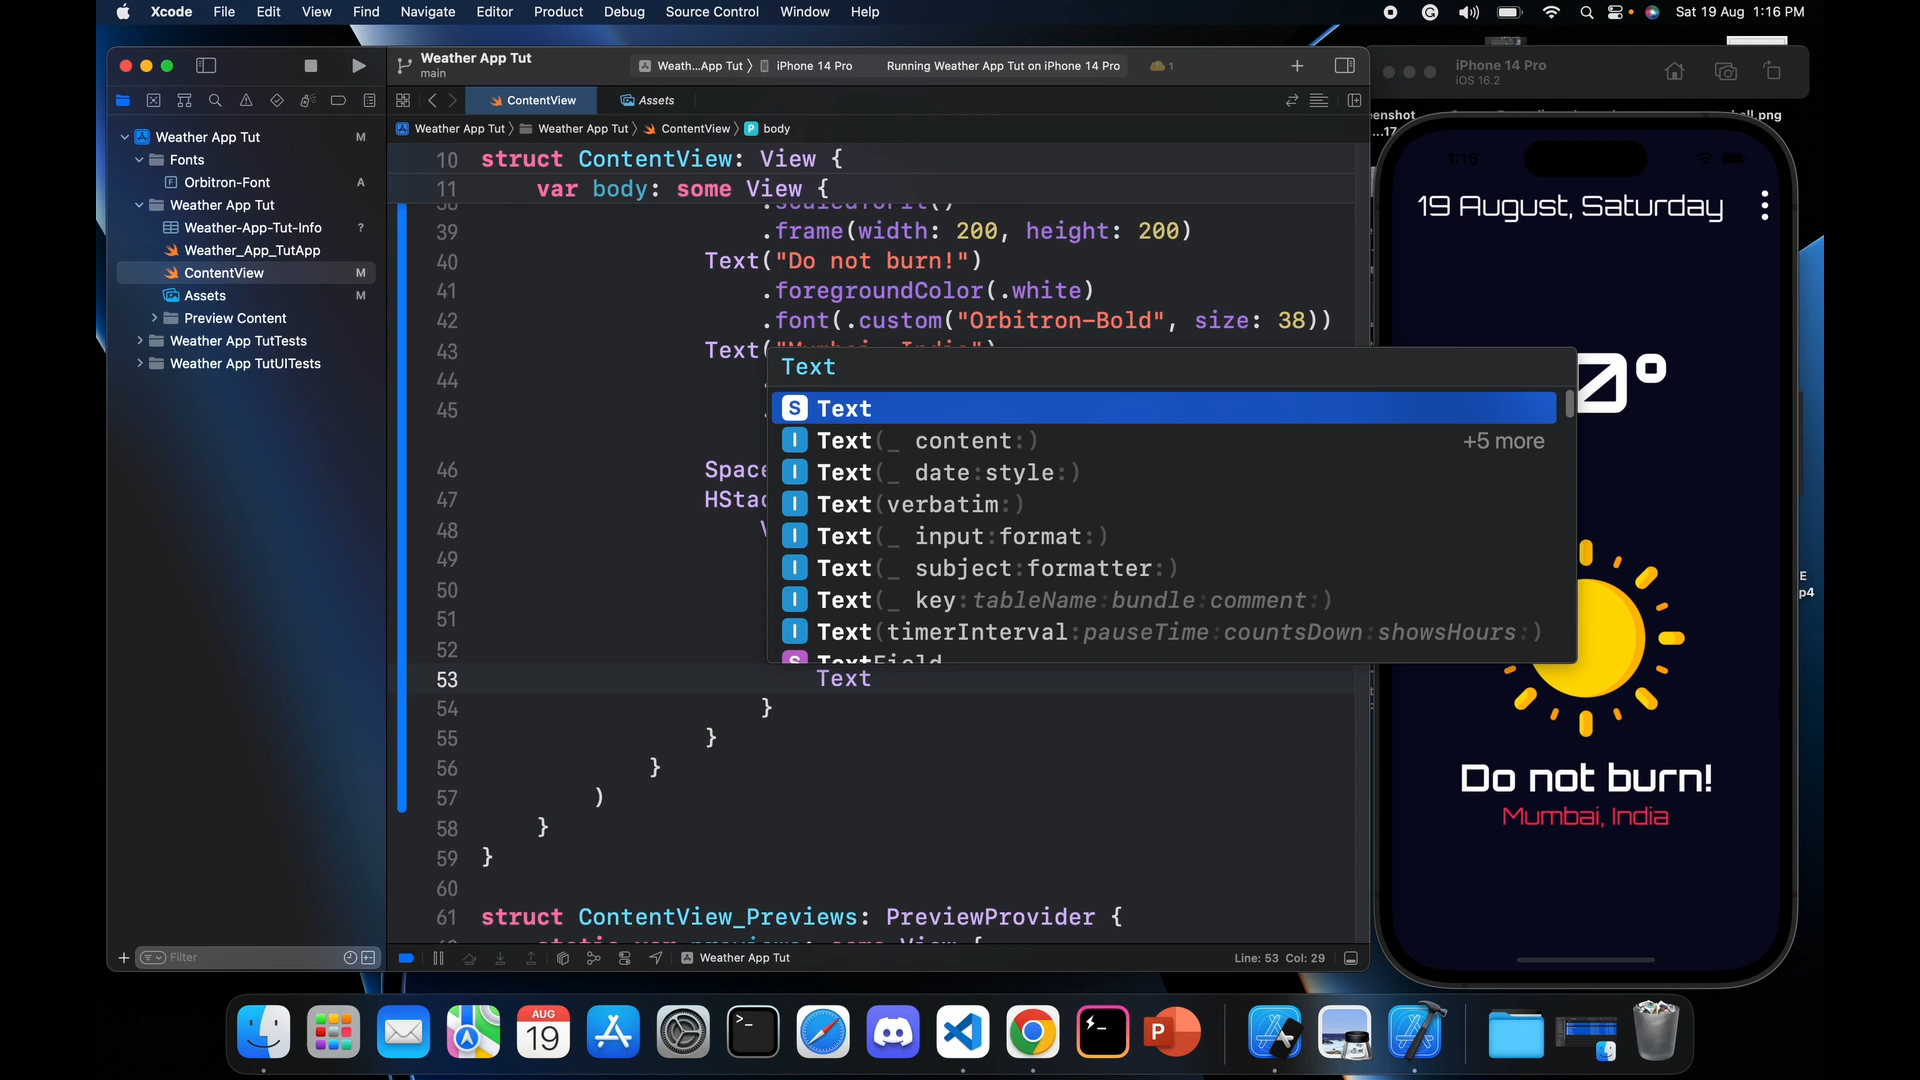 Xcode File Edit View Find Navigate Editor Product Debug Source Control Window Help
Sat 19 Aug 1:16 PM
Weather App Tut
main
Weath...App Tut
iPhone 14 Pro
Running Weather App Tut on iPhone 14 Pro
1
ContentView
Assets
Weather App Tut
Weather App Tut
ContentView
P body
Weather App Tut M
Fonts
Orbitron-Font A
Weather App Tut
Weather-App-Tut-Info ?
Weather_App_TutApp
ContentView M
Assets M
Preview Content
Weather App TutTests
Weather App TutUITests
Filter
10 struct ContentView: View {
11 var body: some View {
39 .frame(width: 200, height: 200)
40 Text("Do not burn!")
41 .foregroundColor(.white)
42 .font(.custom("Orbitron-Bold", size: 38))
43 Text("Mumbai, India")
44
45
46
47
48
49
50
51
52
53 Text
54 }
55 }
56 }
57 )
58 }
59 }
60
61 struct ContentView_Previews: PreviewProvider {
Text
S Text
I Text(_ content:) +5 more
I Text(_ date:style:)
I Text(verbatim:)
I Text(_ input:format:)
I Text(_ subject:formatter:)
I Text(_ key:tableName:bundle:comment:)
I Text(timerInterval:pauseTime:countsDown:showsHours:)
S TextField
Weather App Tut
Line: 53 Col: 29
iPhone 14 Pro
iOS 16.2
1:16
19 August, Saturday
0°
Do not burn!
Mumbai, India
AUG
19
P